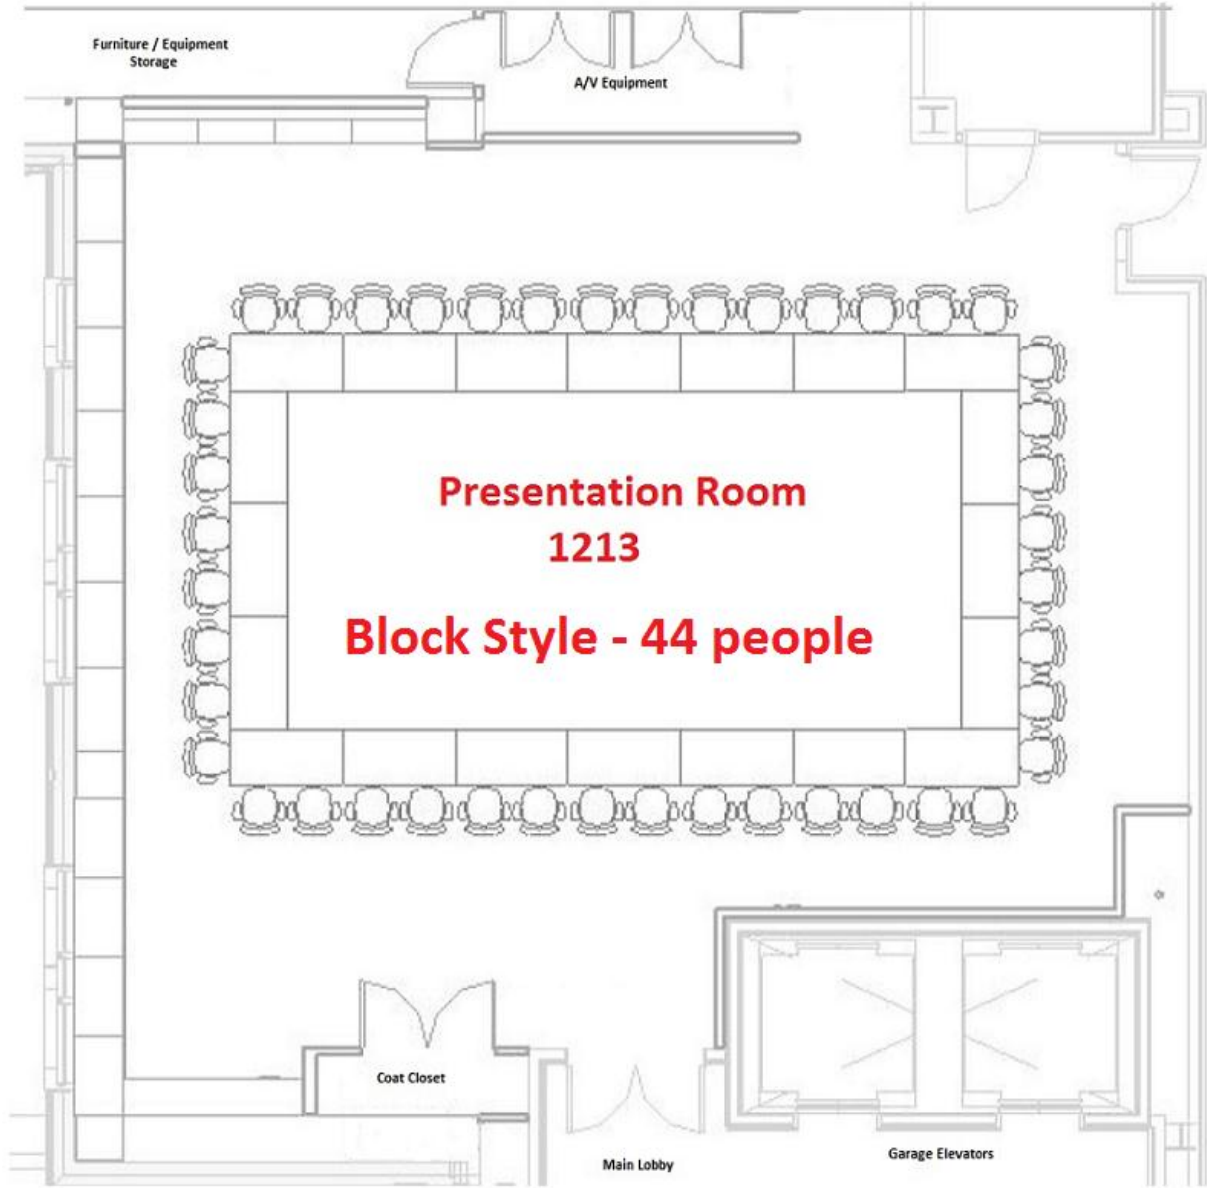 Furniture / Equipment
Storage
A/V Equipment
Presentation Room
1213
Block Style - 44 people
Coat Closet
Main Lobby
Garage Elevators